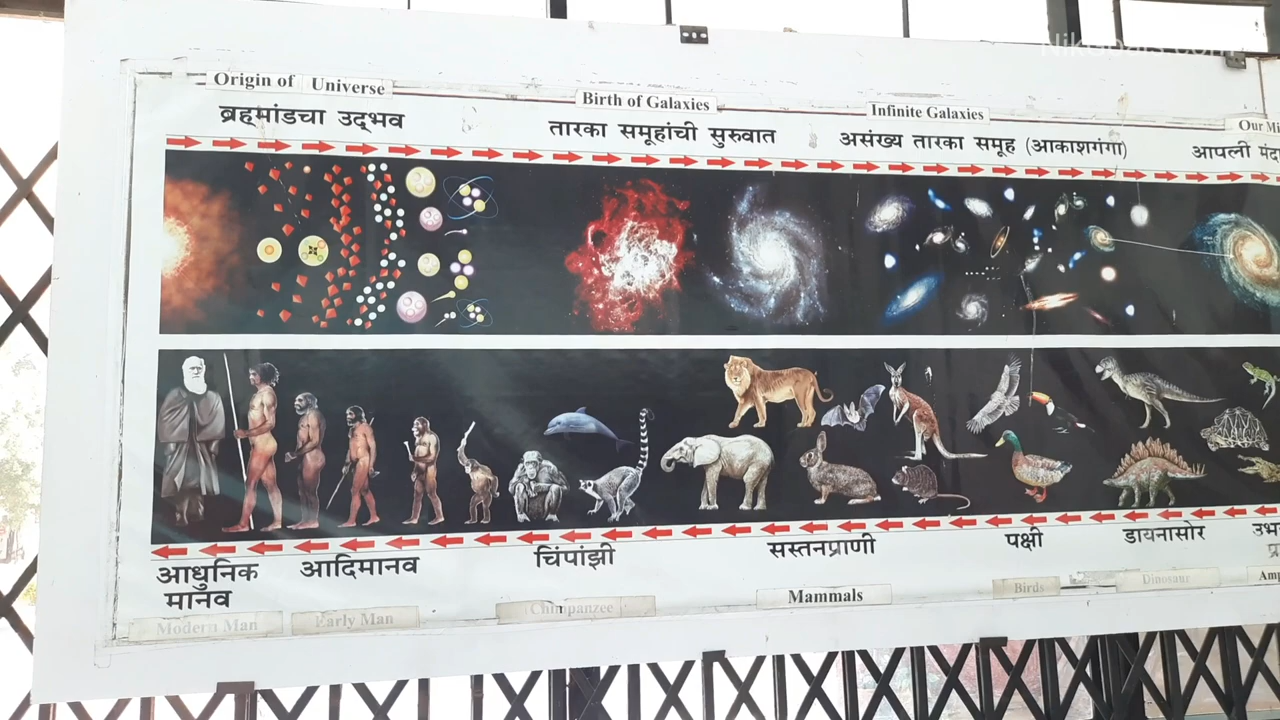 Origin of Universe
ब्रह्मांडचा उद्‌भव
Birth of Galaxies
तारका समूहांची सुरुवात
Infinite Galaxies
असंख्य तारका समूह (आकाशगंगा)
Our
आपली
आधुनिक
मानव
Modern Man
आदिमानव
Early Man
चिंपांझी
Chimpanzee
सस्तनप्राणी
Mammals
पक्षी
Birds
डायनासोर
Dinosaur